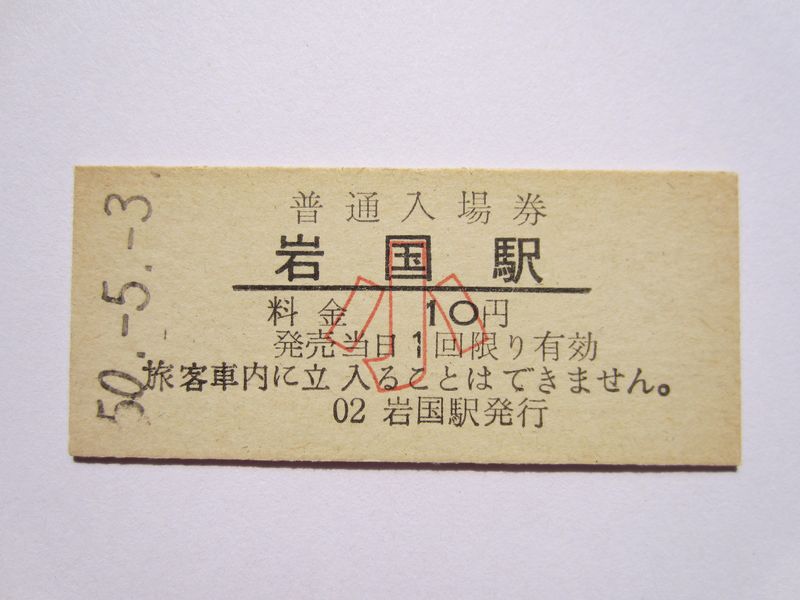 普通入場券
岩国駅
小
料金 10円
発売当日1回限り有効
旅客車内に立入ることはできません。
02 岩国駅発行
50.-5.-3.